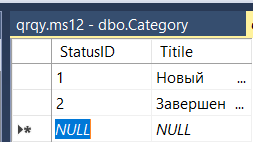 qrqy.ms12 - dbo.Category
StatusID Titile
1 Новый ...
2 Завершен ...
NULL NULL